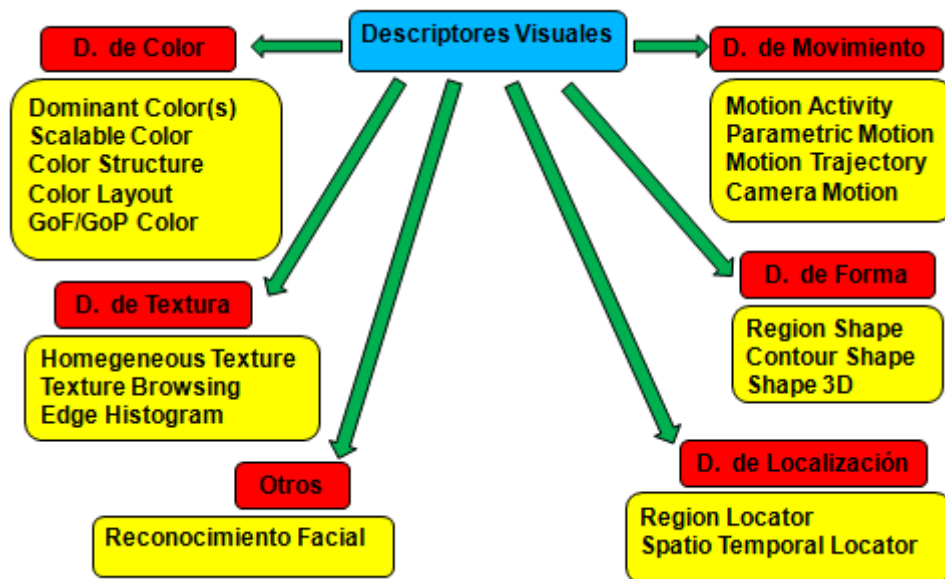 Descriptores Visuales
D. de Color
Dominant Color(s)
Scalable Color
Color Structure
Color Layout
GoF/GoP Color
D. de Textura
Homegeneous Texture
Texture Browsing
Edge Histogram
Otros
Reconocimiento Facial
D. de Movimiento
Motion Activity
Parametric Motion
Motion Trajectory
Camera Motion
D. de Forma
Region Shape
Contour Shape
Shape 3D
D. de Localización
Region Locator
Spatio Temporal Locator